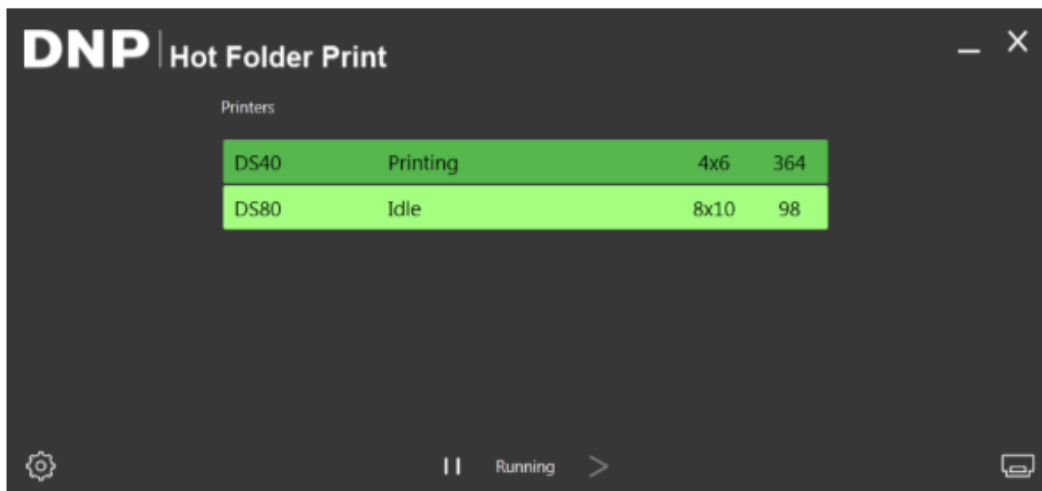 DNP Hot Folder Print
Printers
DS40 Printing 4x6 364
DS80 Idle 8x10 98
Running